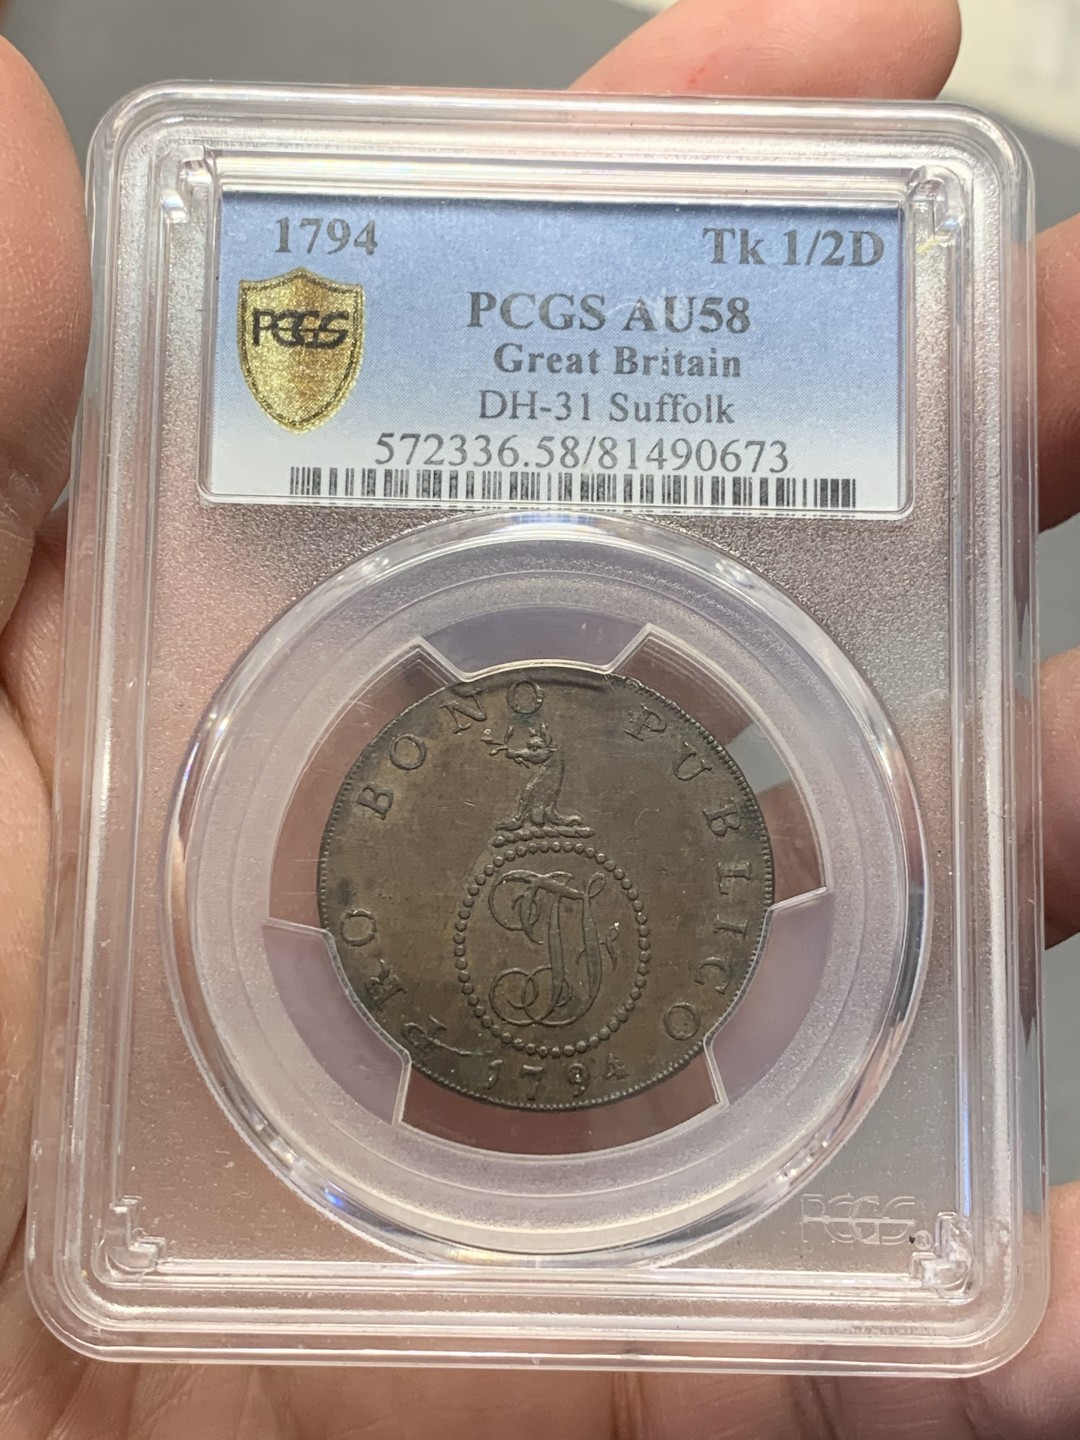 1794 Tk 1/2D
PCGS
PCGS AU58
Great Britain
DH-31 Suffolk
572336.58/81490673
PRO BONO PUBLICO
1794
PCGS